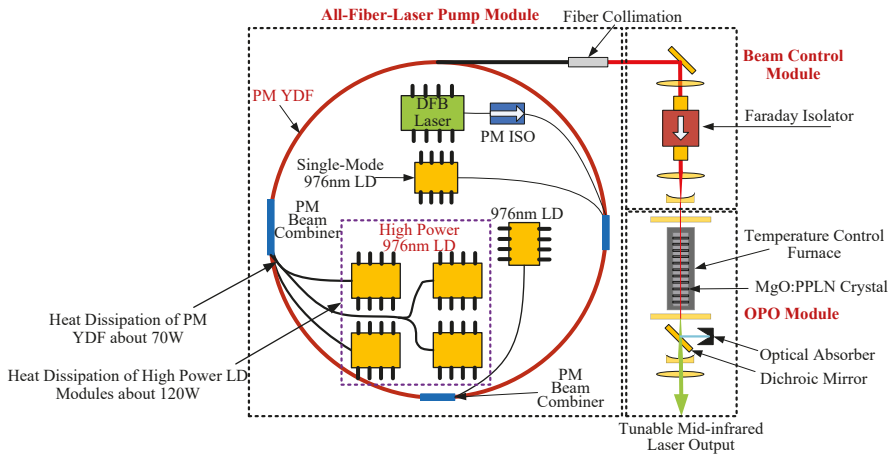 All-Fiber-Laser Pump Module
Fiber Collimation
PM YDF
DFB
Laser
PM ISO
Beam Control
Module
Faraday Isolator
Single-Mode
976nm LD
PM
Beam
Combiner
976nm LD
High Power
976nm LD
Temperature Control
Furnace
MgO:PPLN Crystal
OPO Module
Heat Dissipation of PM
YDF about 70W
Heat Dissipation of High Power LD
Modules about 120W
Optical Absorber
Dichroic Mirror
PM
Beam
Combiner
Tunable Mid-infrared
Laser Output